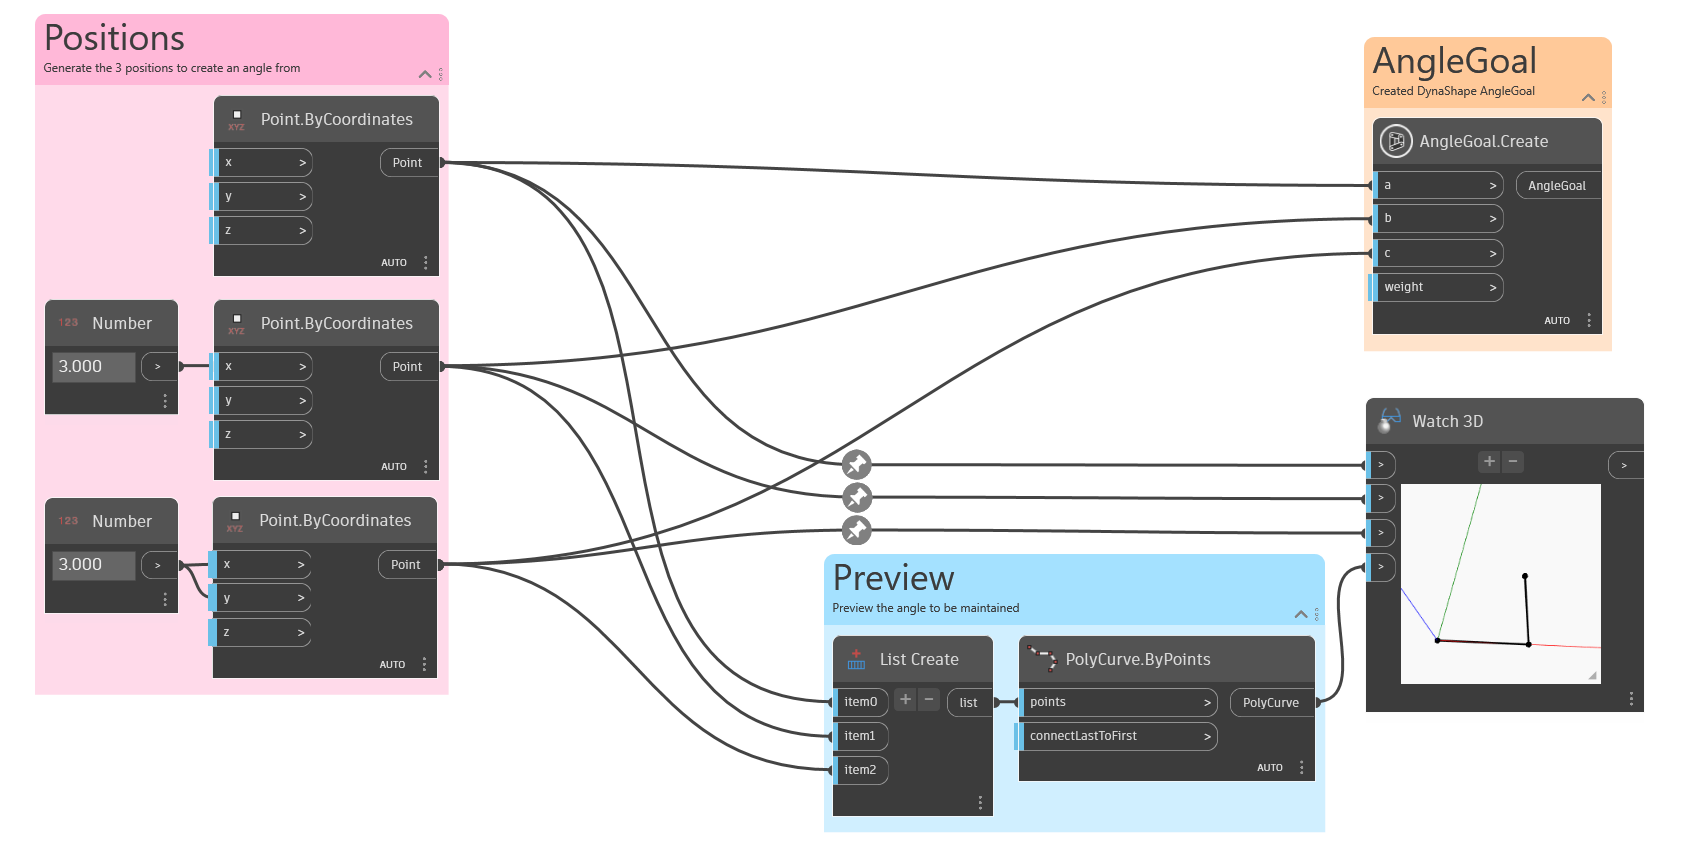 Positions
Generate the 3 positions to create an angle from
XYZ
Point.ByCoordinates
x >
Point
y >
z >
AUTO
123
Number
3.000
>
XYZ
Point.ByCoordinates
x >
Point
y >
z >
AUTO
123
Number
3.000
>
XYZ
Point.ByCoordinates
x >
Point
y >
z >
AUTO
Preview
Preview the angle to be maintained
List Create
item0
+ −
list
item1
item2
PolyCurve.ByPoints
points >
PolyCurve
connectLastToFirst >
AUTO
AngleGoal
Created DynaShape AngleGoal
AngleGoal.Create
a >
AngleGoal
b >
c >
weight >
AUTO
Watch 3D
>
+ −
>
>
>
>